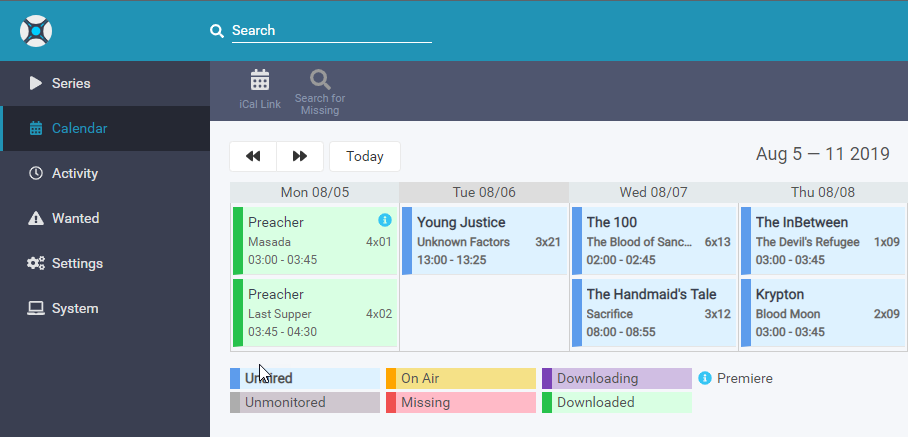 Search
Series
Calendar
Activity
Wanted
Settings
System
iCal Link
Search for
Missing
Today
Aug 5 — 11 2019
Mon 08/05
Tue 08/06
Wed 08/07
Thu 08/08
Preacher
Masada 4x01
03:00 - 03:45
Young Justice
Unknown Factors 3x21
13:00 - 13:25
The 100
The Blood of Sanc... 6x13
02:00 - 02:45
The InBetween
The Devil's Refugee 1x09
03:00 - 03:45
Preacher
Last Supper 4x02
03:45 - 04:30
The Handmaid's Tale
Sacrifice 3x12
08:00 - 08:55
Krypton
Blood Moon 2x09
03:00 - 03:45
Unaired
On Air
Downloading
Premiere
Unmonitored
Missing
Downloaded